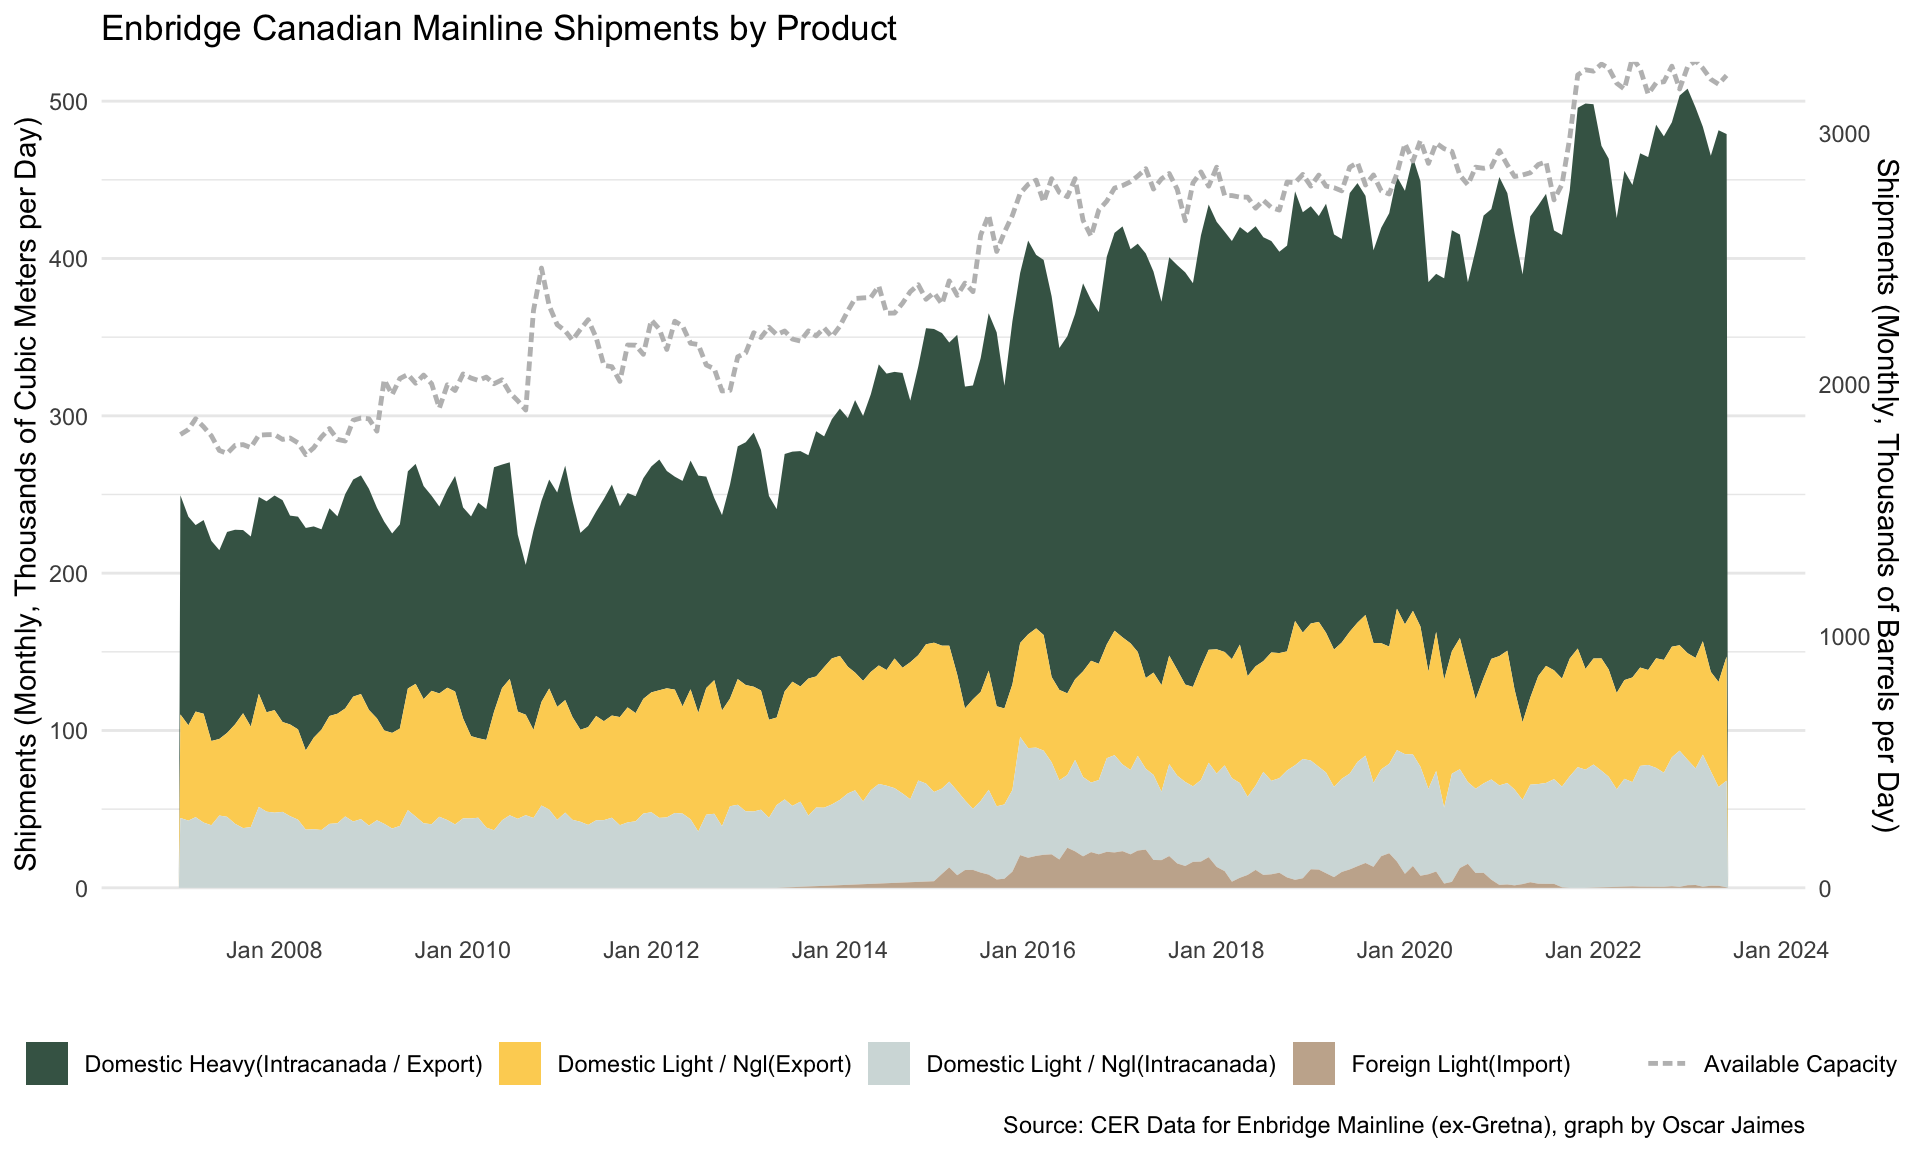 Enbridge Canadian Mainline Shipments by Product
Shipments (Monthly, Thousands of Cubic Meters per Day)
500
400
300
200
100
0
3000
2000
1000
0
Shipments (Monthly, Thousands of Barrels per Day)
Jan 2008 Jan 2010 Jan 2012 Jan 2014 Jan 2016 Jan 2018 Jan 2020 Jan 2022 Jan 2024
Domestic Heavy(Intracanada / Export) Domestic Light / Ngl(Export) Domestic Light / Ngl(Intracanada) Foreign Light(Import) Available Capacity
Source: CER Data for Enbridge Mainline (ex-Gretna), graph by Oscar Jaimes